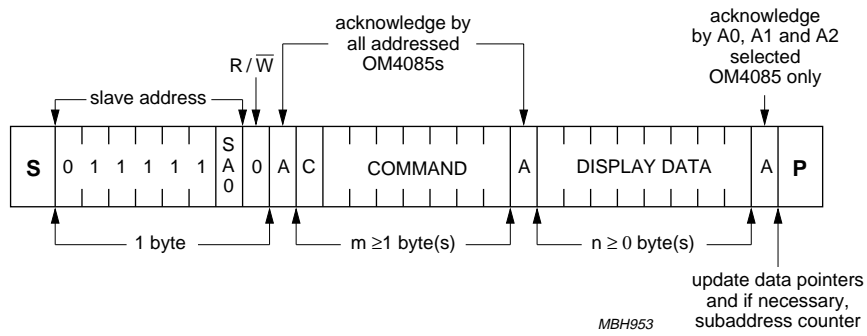 acknowledge by
all addressed
OM4085s
acknowledge
by A0, A1 and A2
selected
OM4085 only
R / W
slave address
S 0 1 1 1 1 1 SA0 0 A C COMMAND A DISPLAY DATA A P
1 byte
m ≥1 byte(s)
n ≥ 0 byte(s)
update data pointers
and if necessary,
subaddress counter
MBH953